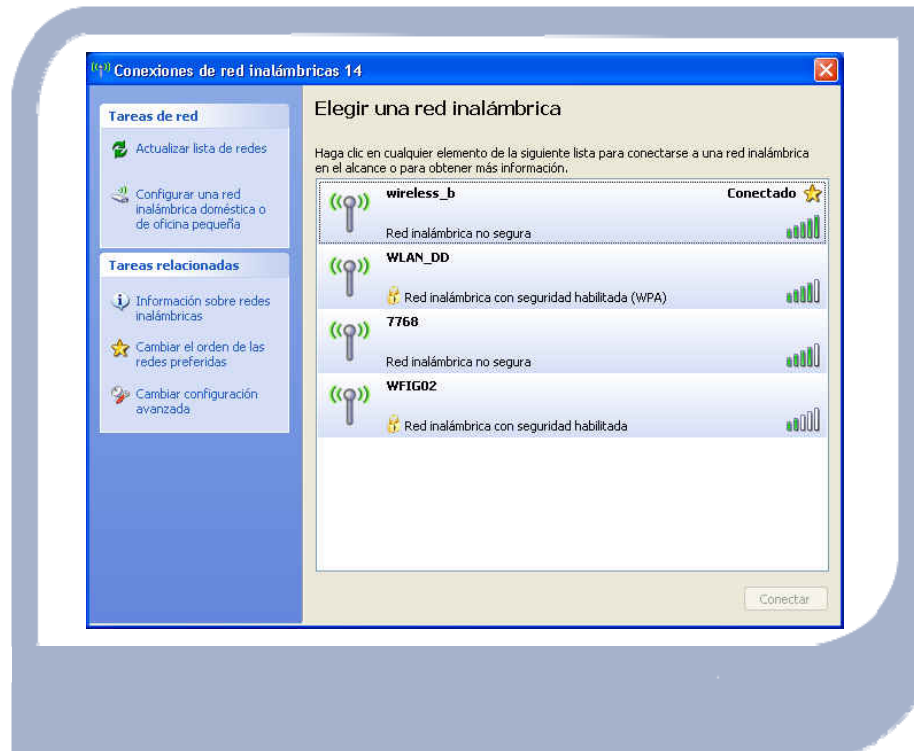 Conexiones de red inalámbricas 14
Tareas de red
Actualizar lista de redes
Configurar una red
inalámbrica doméstica o
de oficina pequeña
Tareas relacionadas
Información sobre redes
inalámbricas
Cambiar el orden de las
redes preferidas
Cambiar configuración
avanzada
Elegir una red inalámbrica
Haga clic en cualquier elemento de la siguiente lista para conectarse a una red inalámbrica
en el alcance o para obtener más información.
wireless_b Conectado
Red inalámbrica no segura
WLAN_DD
Red inalámbrica con seguridad habilitada (WPA)
7768
Red inalámbrica no segura
WFIG02
Red inalámbrica con seguridad habilitada
Conectar